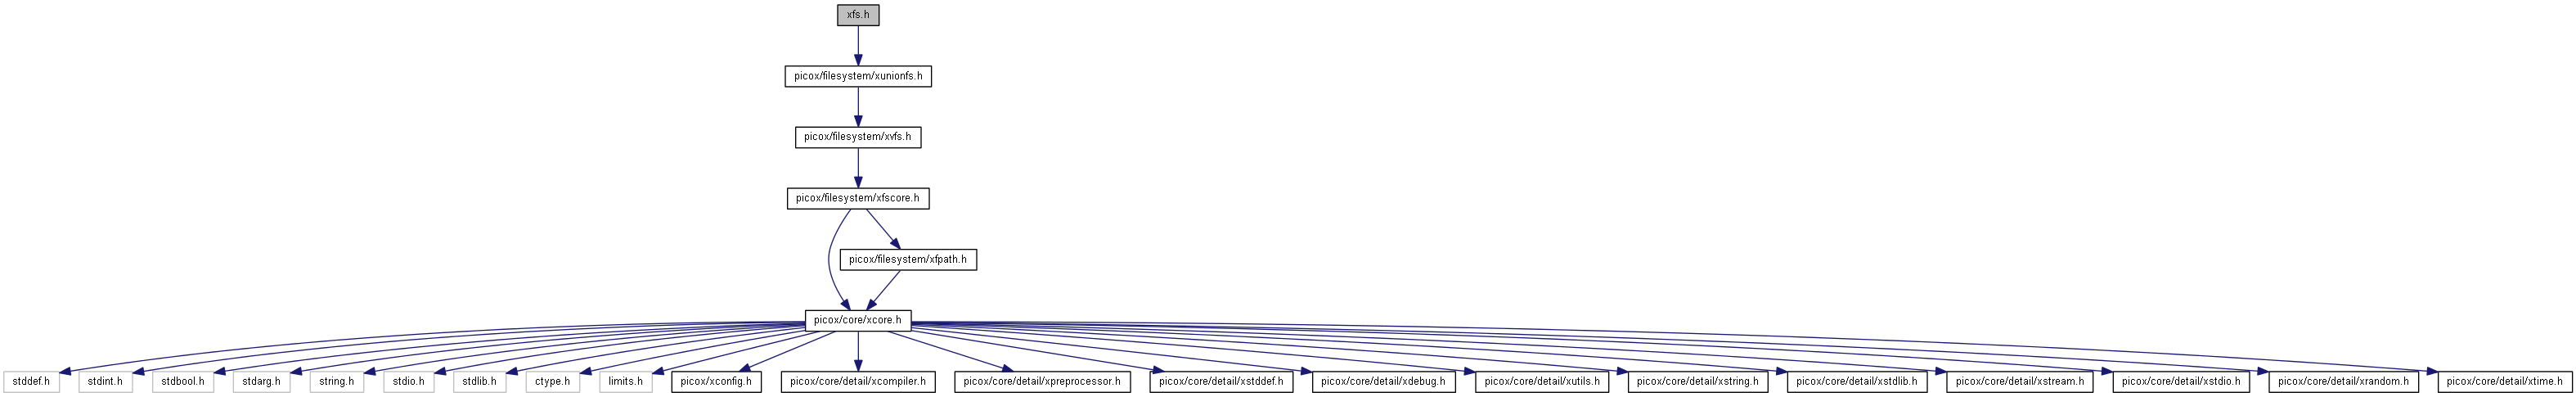 xfs.h
picox/filesystem/xunionfs.h
picox/filesystem/xvfs.h
picox/filesystem/xfscore.h
picox/filesystem/xfpath.h
picox/core/xcore.h
stddef.h
stdint.h
stdbool.h
stdarg.h
string.h
stdio.h
stdlib.h
ctype.h
limits.h
picox/xconfig.h
picox/core/detail/xcompiler.h
picox/core/detail/xpreprocessor.h
picox/core/detail/xstddef.h
picox/core/detail/xdebug.h
picox/core/detail/xutils.h
picox/core/detail/xstring.h
picox/core/detail/xstdlib.h
picox/core/detail/xstream.h
picox/core/detail/xstdio.h
picox/core/detail/xrandom.h
picox/core/detail/xtime.h